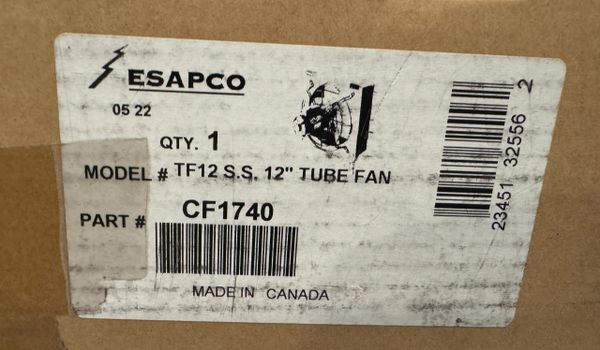 ESAPCO
05 22
QTY. 1
MODEL # TF12 S.S. 12" TUBE FAN
PART # CF1740
MADE IN CANADA
23451 32556 2